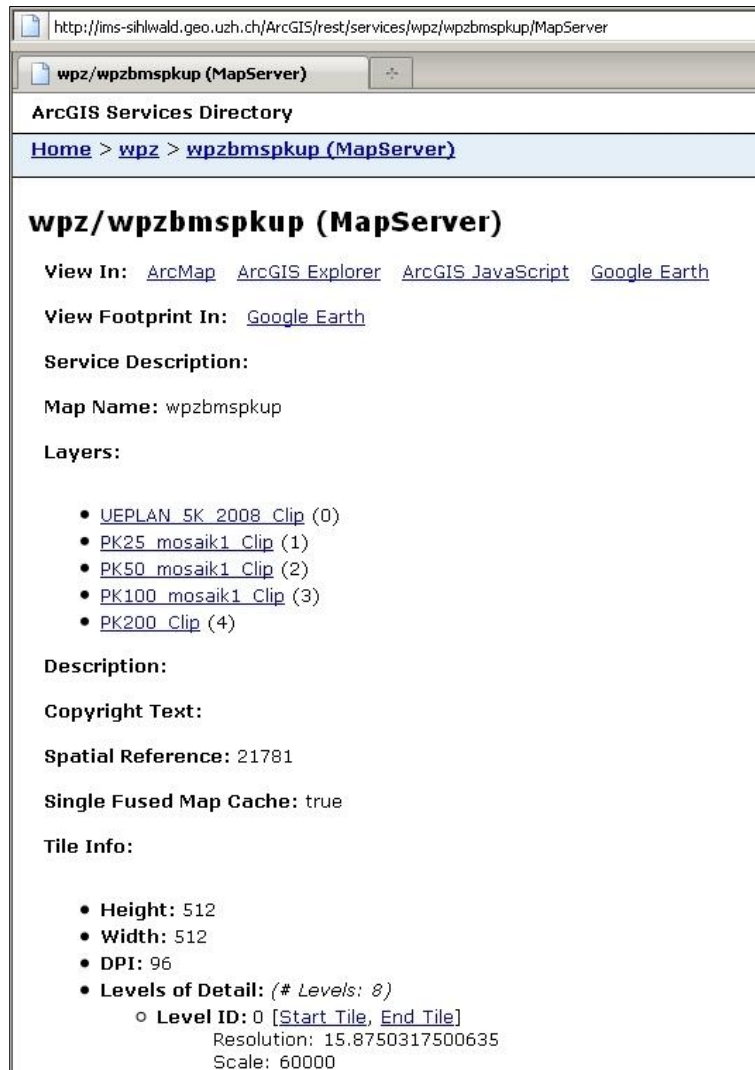 http://ims-sihlwald.geo.uzh.ch/ArcGIS/rest/services/wpz/wpzbmspkup/MapServer
wpz/wpzbmspkup (MapServer)
ArcGIS Services Directory
Home > wpz > wpzbmspkup (MapServer)
wpz/wpzbmspkup (MapServer)
View In: ArcMap ArcGIS Explorer ArcGIS JavaScript Google Earth
View Footprint In: Google Earth
Service Description:
Map Name: wpzbmspkup
Layers:
• UEPLAN_5K_2008_Clip (0)
• PK25_mosaik1_Clip (1)
• PK50_mosaik1_Clip (2)
• PK100_mosaik1_Clip (3)
• PK200_Clip (4)
Description:
Copyright Text:
Spatial Reference: 21781
Single Fused Map Cache: true
Tile Info:
• Height: 512
• Width: 512
• DPI: 96
• Levels of Detail: (# Levels: 8)
○ Level ID: 0 [Start Tile, End Tile]
Resolution: 15.8750317500635
Scale: 60000